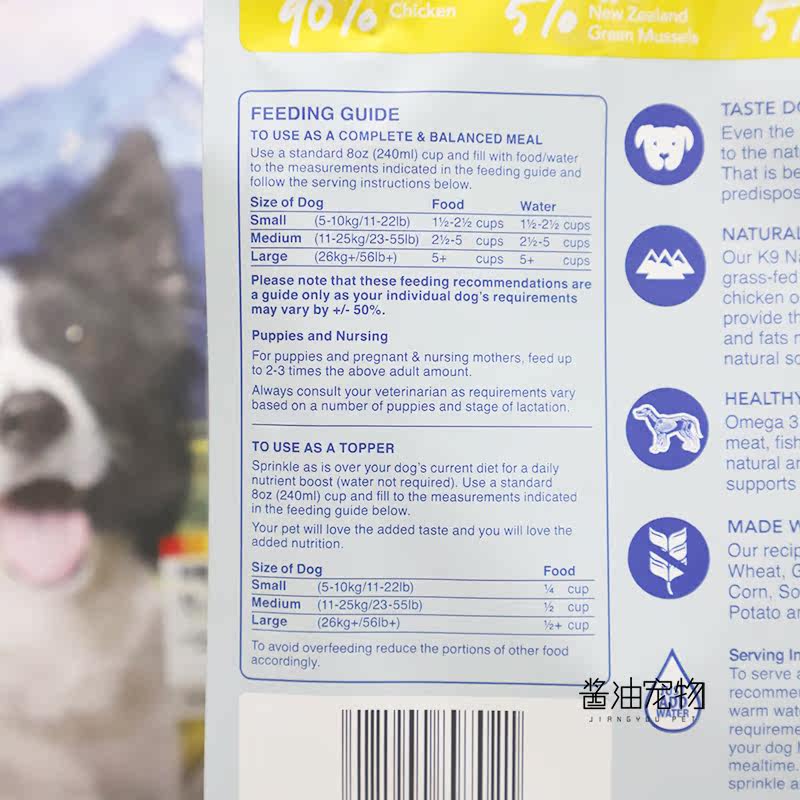 90% Chicken
5% New Zealand
Green Mussels
5%
FEEDING GUIDE
TO USE AS A COMPLETE & BALANCED MEAL
Use a standard 8oz (240ml) cup and fill with food/water
to the measurements indicated in the feeding guide and
follow the serving instructions below.
Size of Dog Food Water
Small (5-10kg/11-22lb) 1½-2½ cups 1½-2½ cups
Medium (11-25kg/23-55lb) 2½-5 cups 2½-5 cups
Large (26kg+/56lb+) 5+ cups 5+ cups
Please note that these feeding recommendations are
a guide only as your individual dog's requirements
may vary by +/- 50%.
Puppies and Nursing
For puppies and pregnant & nursing mothers, feed up
to 2-3 times the above adult amount.
Always consult your veterinarian as requirements vary
based on a number of puppies and stage of lactation.
TO USE AS A TOPPER
Sprinkle as is over your dog's current diet for a daily
nutrient boost (water not required). Use a standard
8oz (240ml) cup and fill to the measurements indicated
in the feeding guide below.
Your pet will love the added taste and you will love the
added nutrition.
Size of Dog Food
Small (5-10kg/11-22lb) ¼ cup
Medium (11-25kg/23-55lb) ½ cup
Large (26kg+/56lb+) ½+ cup
To avoid overfeeding reduce the portions of other food
accordingly.
TASTE
Even the
to the
That is
NATURAL
Our K9
grass-fed
chicken
provide
and fats
natural
HEALTHY
Omega 3
meat, fish
natural
supports
MADE
Our
Wheat,
Corn,
Potato
Serving
To serve
warm
your dog
mealtime.
sprinkle
JUST
ADD
WATER
酱油宠物
JIANGYOU PET